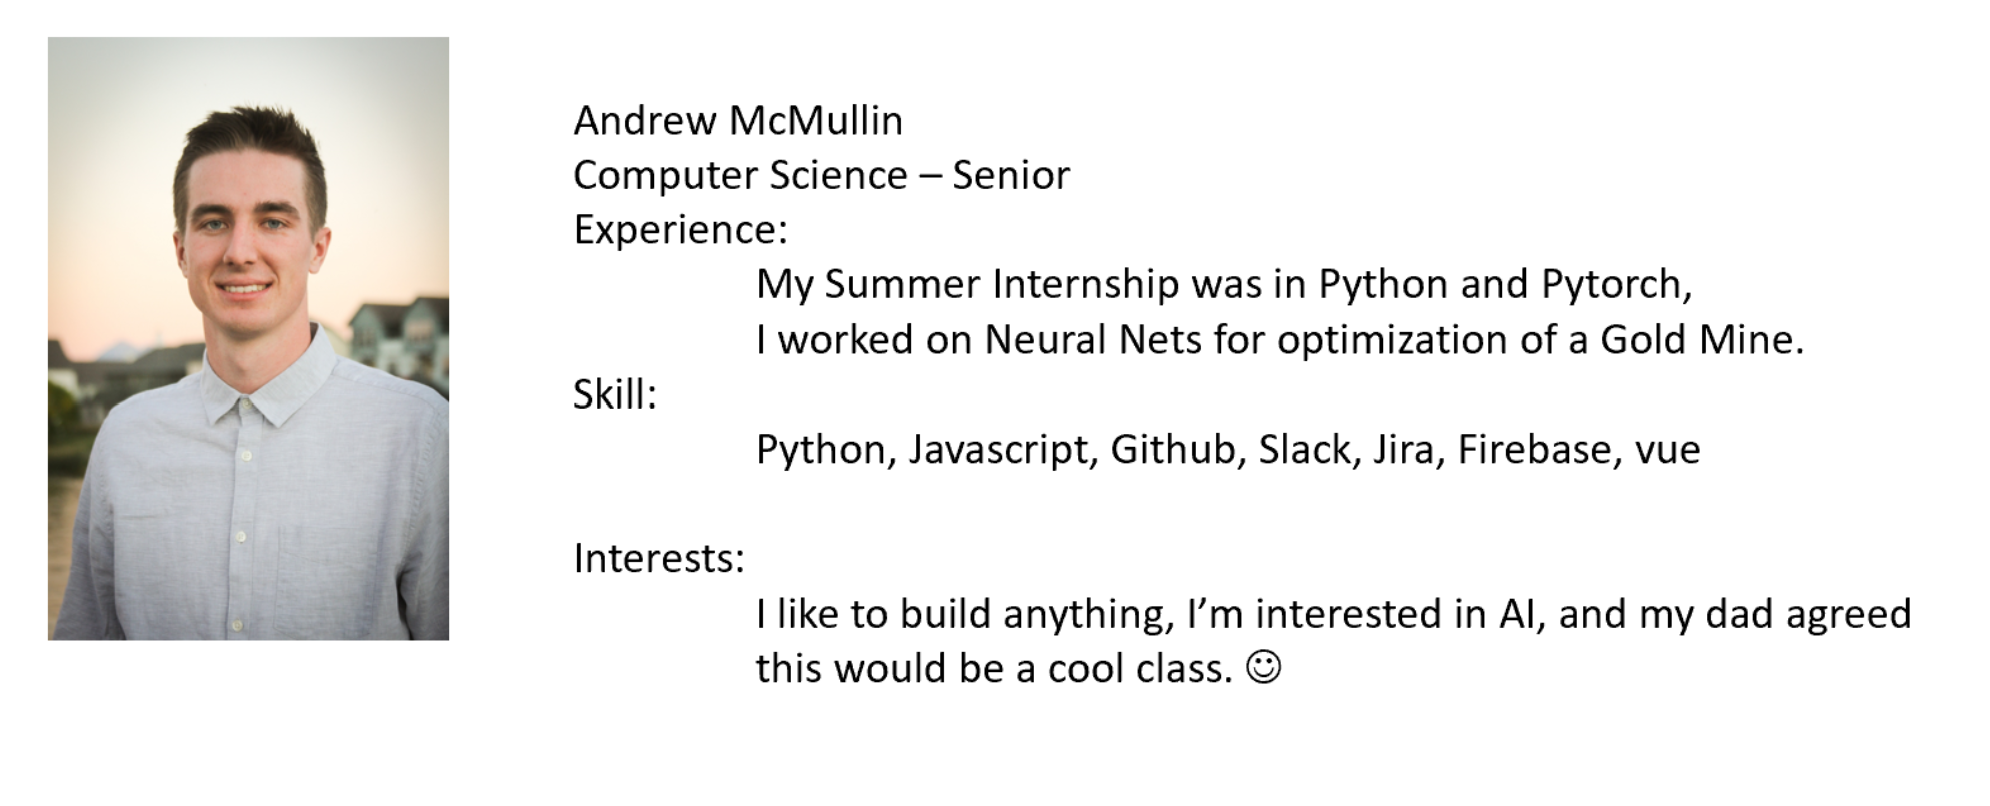 Andrew McMullin
Computer Science – Senior
Experience:
My Summer Internship was in Python and Pytorch,
I worked on Neural Nets for optimization of a Gold Mine.
Skill:
Python, Javascript, Github, Slack, Jira, Firebase, vue
Interests:
I like to build anything, I’m interested in AI, and my dad agreed
this would be a cool class. ☺